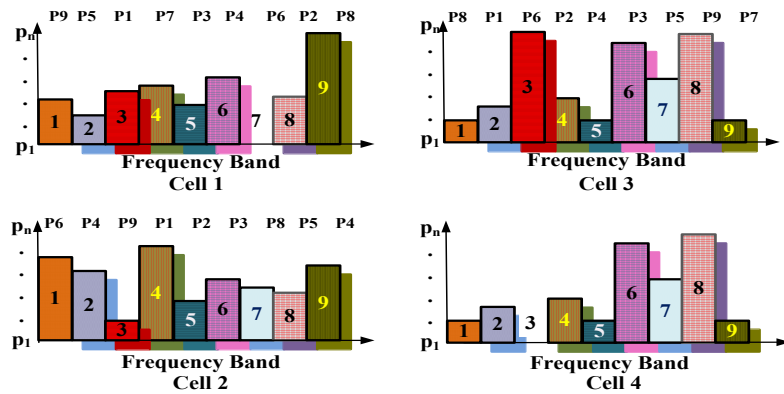 P9 P5 P1 P7 P3 P4 P6 P2 P8
pn
1 2 3 4 5 6 7 8 9
p1
Frequency Band
Cell 1
P8 P1 P6 P2 P4 P3 P5 P9 P7
pn
1 2 3 4 5 6 7 8 9
p1
Frequency Band
Cell 3
P6 P4 P9 P1 P2 P3 P8 P5 P4
pn
1 2 3 4 5 6 7 8 9
p1
Frequency Band
Cell 2
pn
1 2 3 4 5 6 7 8 9
p1
Frequency Band
Cell 4